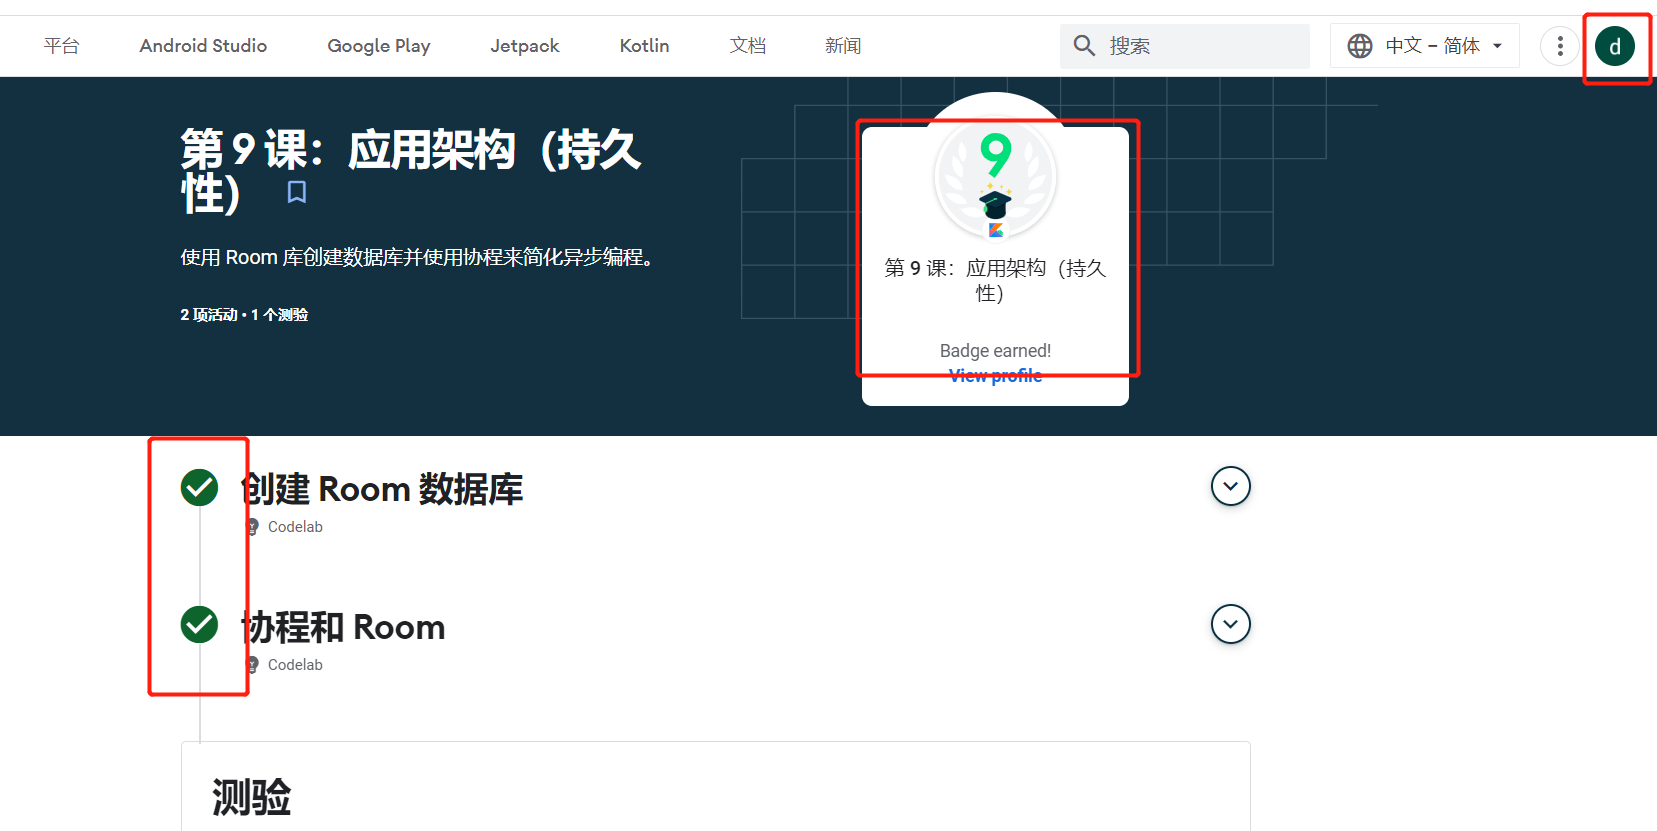 平台 Android Studio Google Play Jetpack Kotlin 文档 新闻 搜索 中文 – 简体 d
第 9 课：应用架构（持久
性）
使用 Room 库创建数据库并使用协程来简化异步编程。
2 项活动 • 1 个测验
9
第 9 课：应用架构（持久
性）
Badge earned!
View profile
创建 Room 数据库
Codelab
协程和 Room
Codelab
测验